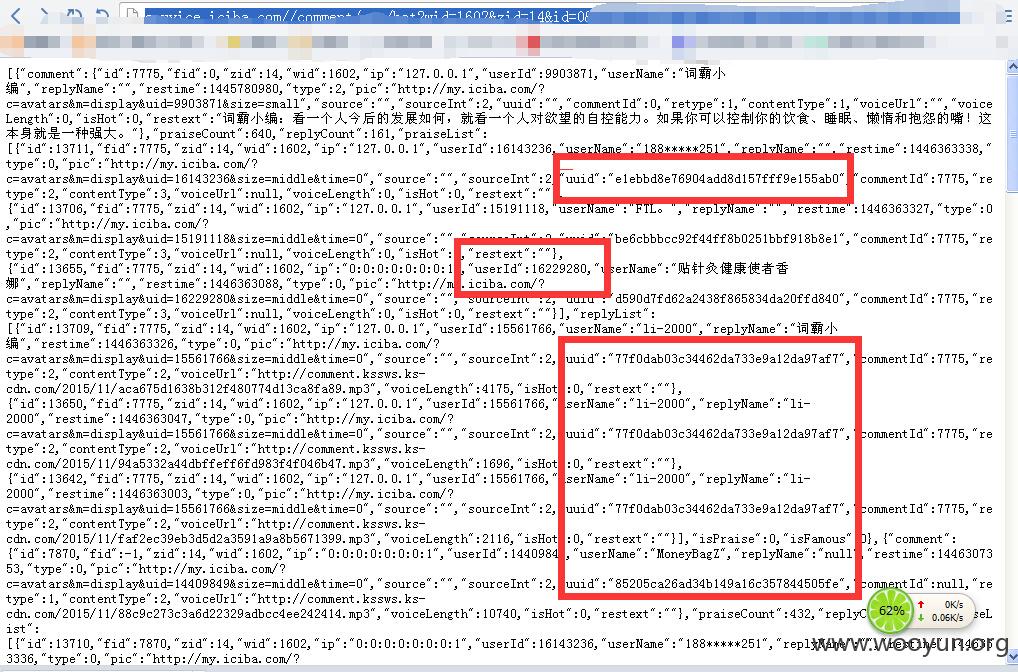 vice.iciba.com//comment/ /hot?wid=1602&zid=14&id=0&
[{"comment":{"id":7775,"fid":0,"zid":14,"wid":1602,"ip":"127.0.0.1","userId":9903871,"userName":"词霸小
编","replyName":"","restime":1445780980,"type":2,"pic":"http://my.iciba.com/?
c=avatars&m=display&uid=9903871&size=small","source":"","sourceInt":2,"uuid":"","commentId":0,"retype":1,"contentType":1,"voiceUrl":"","voice
Length":0,"isHot":0,"restext":"词霸小编：看一个人今后的发展如何，就看一个人对欲望的自控能力。如果你可以控制你的饮食、睡眠、懒惰和抱怨的嘴！这
本身就是一种强大。"},"praiseCount":640,"replyCount":161,"praiseList":
[{"id":13711,"fid":7775,"zid":14,"wid":1602,"ip":"127.0.0.1","userId":16143236,"userName":"188*****251","replyName":"","restime":1446363338,"
type":0,"pic":"http://my.iciba.com/?
c=avatars&m=display&uid=16143236&size=middle&time=0","source":"","sourceInt":2,"uuid":"e1ebbd8e76904add8d157fff9e155ab0","commentId":7775,"re
type":2,"contentType":3,"voiceUrl":null,"voiceLength":0,"isHot":0,"restext":""
{"id":13706,"fid":7775,"zid":14,"wid":1602,"ip":"127.0.0.1","userId":15191118,"userName":"FTL。","replyName":"","restime":1446363327,"type":0
,"pic":"http://my.iciba.com/?
c=avatars&m=display&uid=15191118&size=middle&time=0","source":"","sourceInt":2,"uuid":"be6cbbbcc92f44ff8b0251bbf918b8e1","commentId":7775,"re
type":2,"contentType":3,"voiceUrl":null,"voiceLength":0,"isHot":0,"restext":""},
{"id":13655,"fid":7775,"zid":14,"wid":1602,"ip":"0:0:0:0:0:0:0:1","userId":16229280,"userName":"贴针灸健康使者香
娜","replyName":"","restime":1446363088,"type":0,"pic":"http://my.iciba.com/?
c=avatars&m=display&uid=16229280&size=middle&time=0","source":"","sourceInt":2,"uuid":"d590d7fd62a2438f865834da20ffd840","commentId":7775,"re
type":2,"contentType":3,"voiceUrl":null,"voiceLength":0,"isHot":0,"restext":""}],"replyList":
[{"id":13709,"fid":7775,"zid":14,"wid":1602,"ip":"127.0.0.1","userId":15561766,"userName":"li-2000","replyName":"词霸小
编","restime":1446363326,"type":0,"pic":"http://my.iciba.com/?
c=avatars&m=display&uid=15561766&size=middle&time=0","source":"","sourceInt":2,"uuid":"77f0dab03c34462da733e9a12da97af7","commentId":7775,"re
type":2,"contentType":2,"voiceUrl":"http://comment.kssws.ks-
cdn.com/2015/11/aca675d1638b312f480774d13ca8fa89.mp3","voiceLength":4175,"isHot":0,"restext":""},
{"id":13650,"fid":7775,"zid":14,"wid":1602,"ip":"127.0.0.1","userId":15561766,"userName":"li-2000","replyName":"li-
2000","restime":1446363047,"type":0,"pic":"http://my.iciba.com/?
c=avatars&m=display&uid=15561766&size=middle&time=0","source":"","sourceInt":2,"uuid":"77f0dab03c34462da733e9a12da97af7","commentId":7775,"re
type":2,"contentType":2,"voiceUrl":"http://comment.kssws.ks-
cdn.com/2015/11/94a5332a44dbffeff6fd983f4f046b47.mp3","voiceLength":1696,"isHot":0,"restext":""},
{"id":13642,"fid":7775,"zid":14,"wid":1602,"ip":"127.0.0.1","userId":15561766,"userName":"li-2000","replyName":"li-
2000","restime":1446363003,"type":0,"pic":"http://my.iciba.com/?
c=avatars&m=display&uid=15561766&size=middle&time=0","source":"","sourceInt":2,"uuid":"77f0dab03c34462da733e9a12da97af7","commentId":7775,"re
type":2,"contentType":2,"voiceUrl":"http://comment.kssws.ks-
cdn.com/2015/11/faf2ec39eb3d5d2a3591a9a8b5671399.mp3","voiceLength":2116,"isHot":0,"restext":""}],"isPraise":0,"isFamous":0},{"comment":
{"id":7870,"fid":-1,"zid":14,"wid":1602,"ip":"0:0:0:0:0:0:0:1","userId":14409849,"userName":"MoneyBagZ","replyName":"null","restime":14463073
53,"type":0,"pic":"http://my.iciba.com/?
c=avatars&m=display&uid=14409849&size=middle&time=0","source":"","sourceInt":2,"uuid":"85205ca26ad34b149a16c357844505fe","commentId":null,"re
type":1,"contentType":2,"voiceUrl":"http://comment.kssws.ks-
cdn.com/2015/11/88c9c273c3a6d22329adbcc4ee242414.mp3","voiceLength":10740,"isHot":0,"restext":""},"praiseCount":432,"replyCo
ist":
[{"id":13710,"fid":7870,"zid":14,"wid":1602,"ip":"127.0.0.1","userId":16143236,"userName":"188*****251","replyName":"","restime":144636
3336,"type":0,"pic":"http://my.iciba.com/?
62%
0K/s
0.06K/s
www.wooyun.org